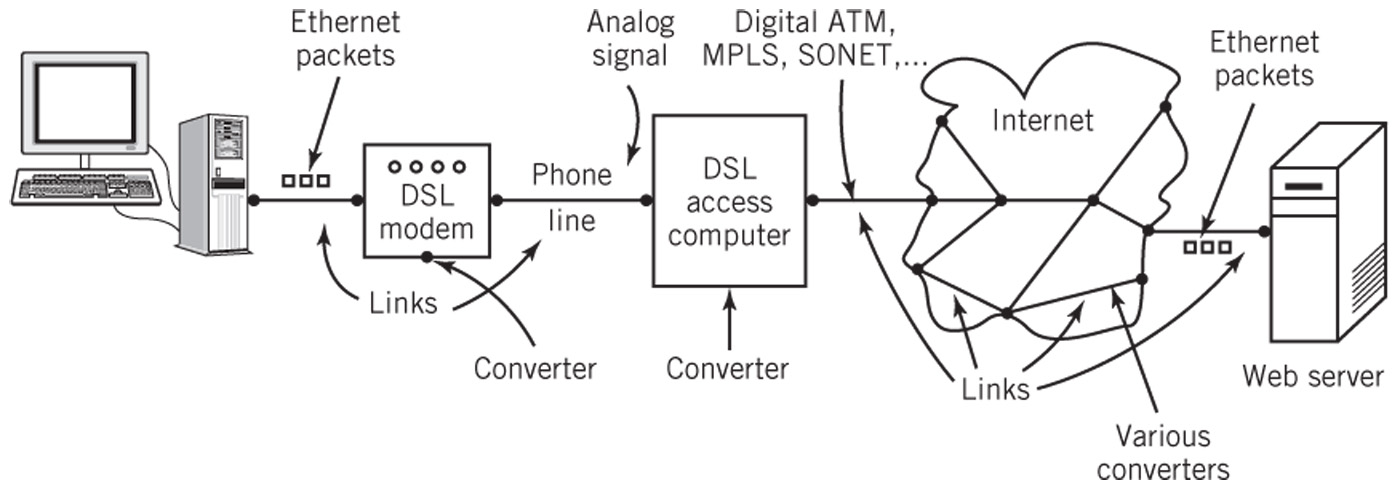 Ethernet
packets
Analog
signal
Digital ATM,
MPLS, SONET,...
Ethernet
packets
Internet
DSL
modem
Phone
line
DSL
access
computer
Links
Converter
Converter
Links
Web server
Various
converters